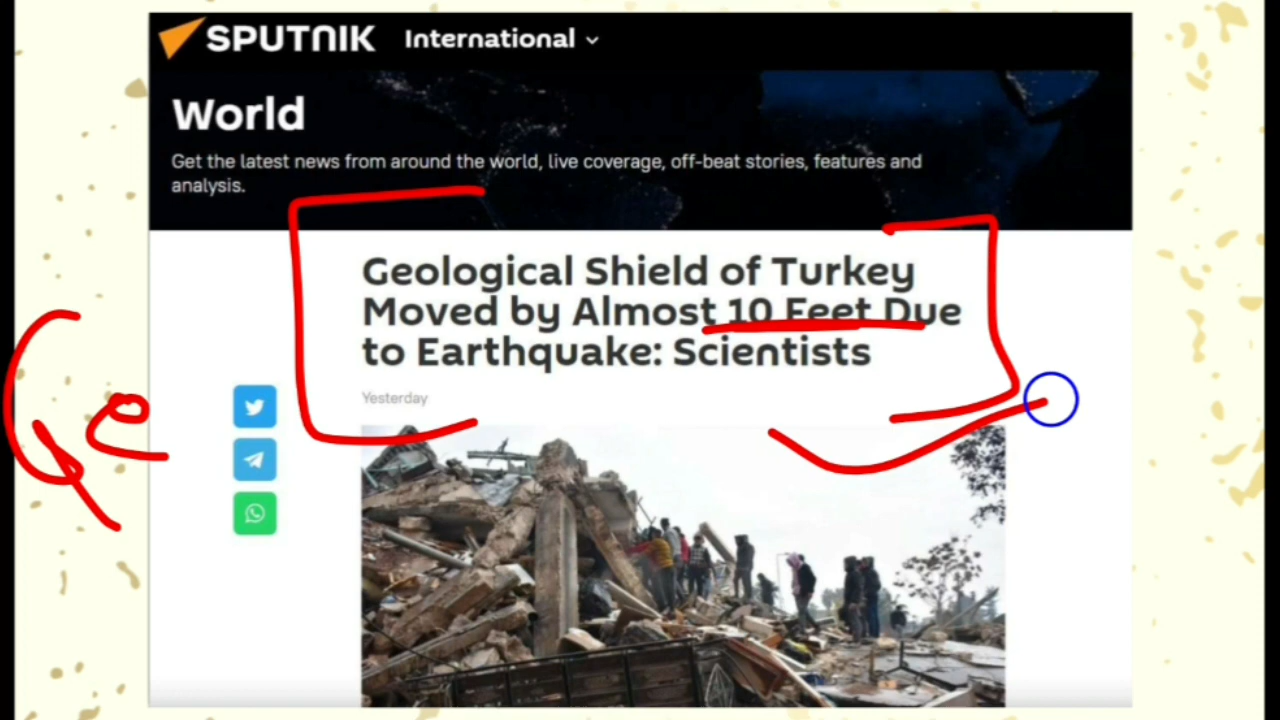 SPUTNIK International
World
Get the latest news from around the world, live coverage, off-beat stories, features and
analysis.
Geological Shield of Turkey
Moved by Almost 10 Feet Due
to Earthquake: Scientists
Yesterday